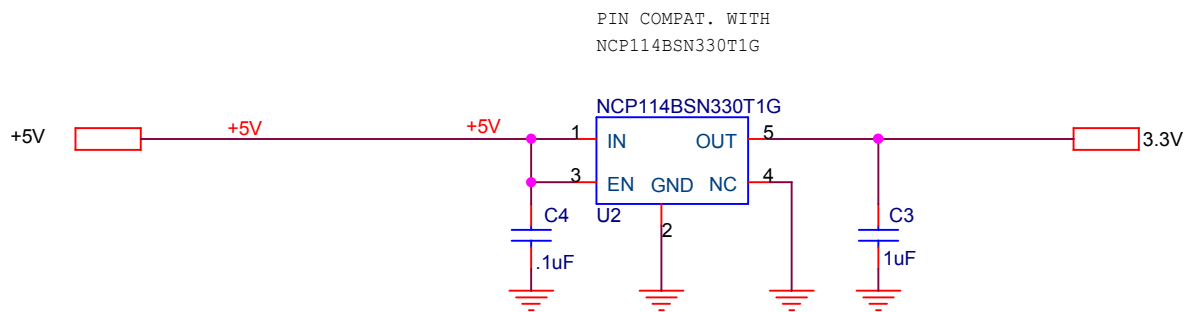 PIN COMPAT. WITH
NCP114BSN330T1G
NCP114BSN330T1G
+5V
+5V
+5V
1
IN
OUT
5
3.3V
3
EN
GND
NC
4
C4
U2
2
C3
.1uF
1uF